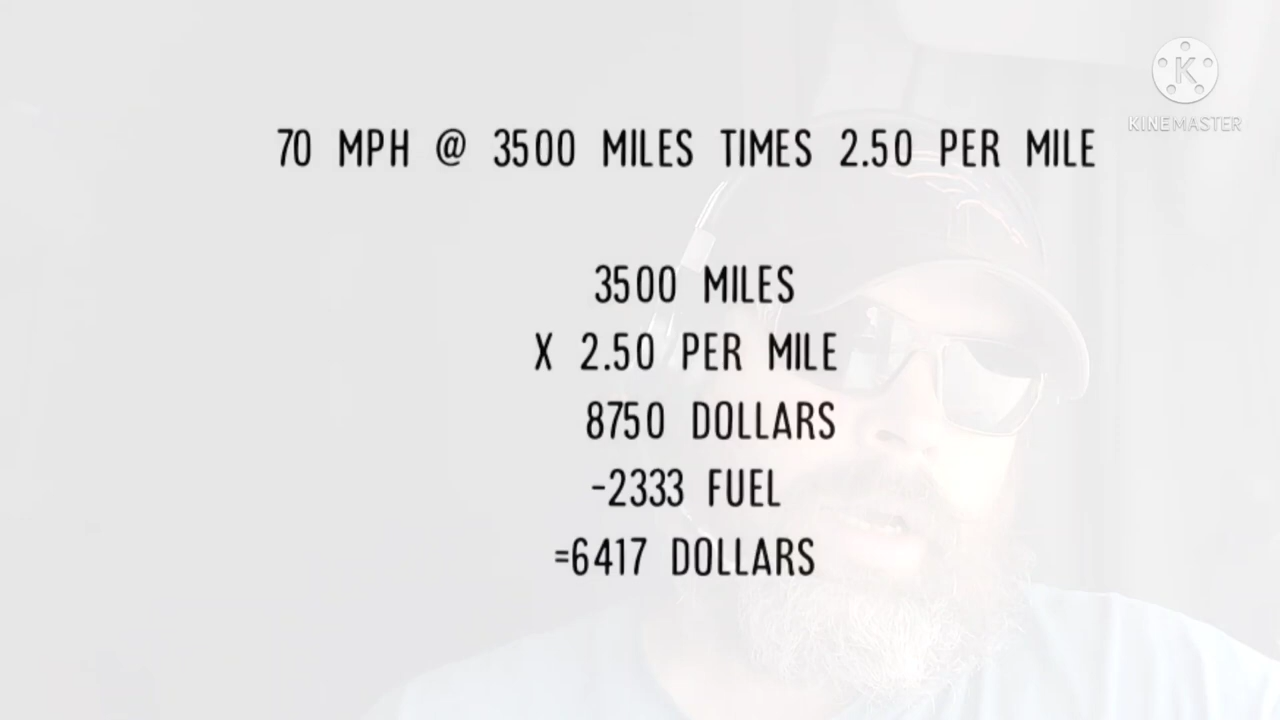 KINEMASTER
70 MPH @ 3500 MILES TIMES 2.50 PER MILE
3500 MILES
X 2.50 PER MILE
8750 DOLLARS
-2333 FUEL
=6417 DOLLARS